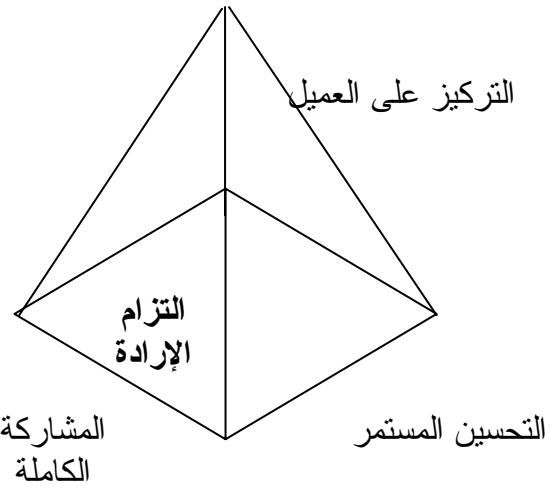 التركيز على العميل
التزام
الإرادة
المشاركة
الكاملة
التحسين المستمر